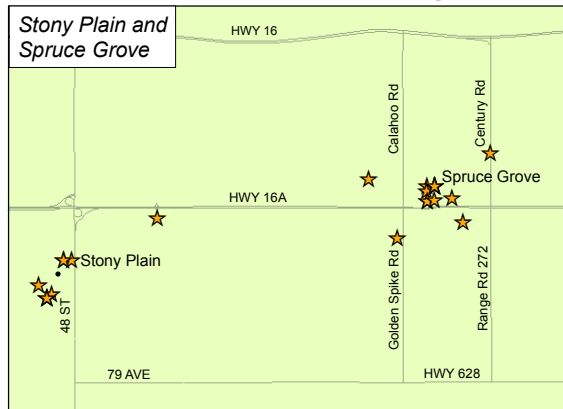 Stony Plain and
Spruce Grove
HWY 16
Calahoo Rd
Century Rd
Spruce Grove
HWY 16A
Stony Plain
Golden Spike Rd
Range Rd 272
48 ST
79 AVE
HWY 628